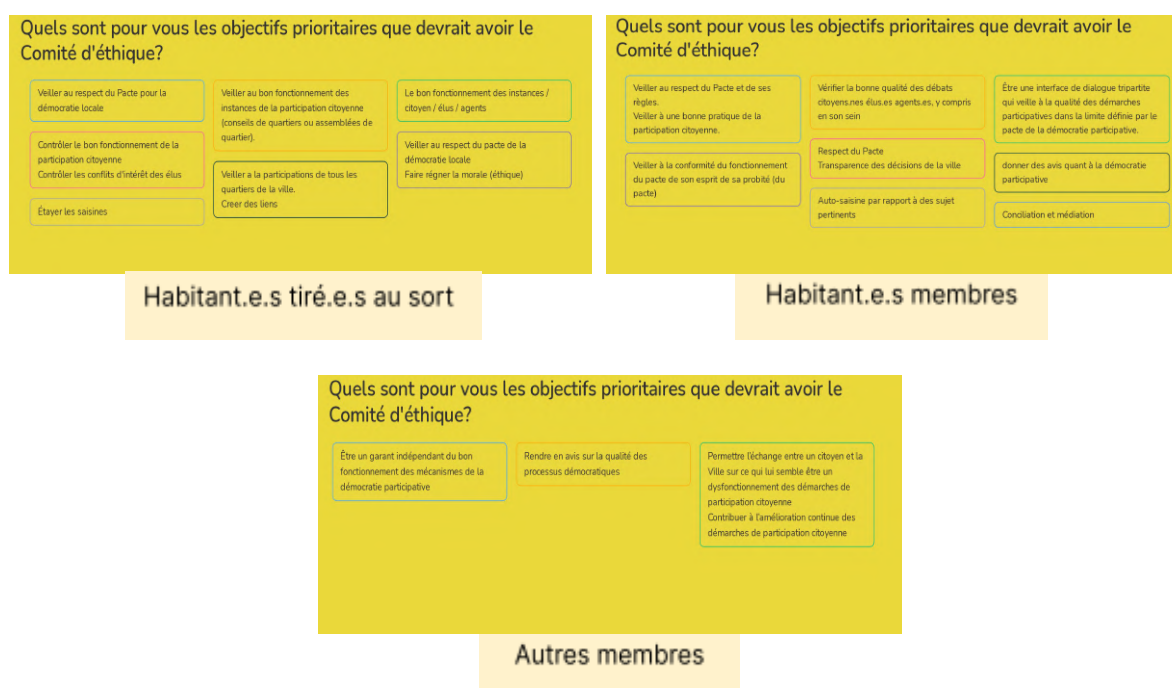 Quels sont pour vous les objectifs prioritaires que devrait avoir le
Comité d'éthique?
Veiller au respect du Pacte pour la
démocratie locale
Contrôler le bon fonctionnement de la
participation citoyenne
Contrôler les conflits d'intérêt des élus
Étayer les saisines
Veiller au bon fonctionnement des
instances de la participation citoyenne
(conseils de quartiers ou assemblées de
quartier).
Veiller a la participations de tous les
quartiers de la ville.
Creer des liens
Le bon fonctionnement des instances /
citoyen / élus / agents
Veiller au respect du pacte de la
démocratie locale
Faire régner la morale (éthique)
Habitant.e.s tiré.e.s au sort
Quels sont pour vous les objectifs prioritaires que devrait avoir le
Comité d'éthique?
Veiller au respect du Pacte et de ses
règles.
Veiller à une bonne pratique de la
participation citoyenne.
Veiller à la conformité du fonctionnement
du pacte de son esprit de sa probité (du
pacte)
Vérifier la bonne qualité des débats
citoyens.nes élus.es agents.es, y compris
en son sein
Respect du Pacte
Transparence des décisions de la ville
Auto-saisine par rapport à des sujet
pertinents
Être une interface de dialogue tripartite
qui veille à la qualité des démarches
participatives dans la limite définie par le
pacte de la démocratie participative.
donner des avis quant à la démocratie
participative
Conciliation et médiation
Habitant.e.s membres
Quels sont pour vous les objectifs prioritaires que devrait avoir le
Comité d'éthique?
Être un garant indépendant du bon
fonctionnement des mécanismes de la
démocratie participative
Rendre en avis sur la qualité des
processus démocratiques
Permettre l'échange entre un citoyen et la
Ville sur ce qui lui semble être un
dysfonctionnement des démarches de
participation citoyenne
Contribuer à l'amélioration continue des
démarches de participation citoyenne
Autres membres